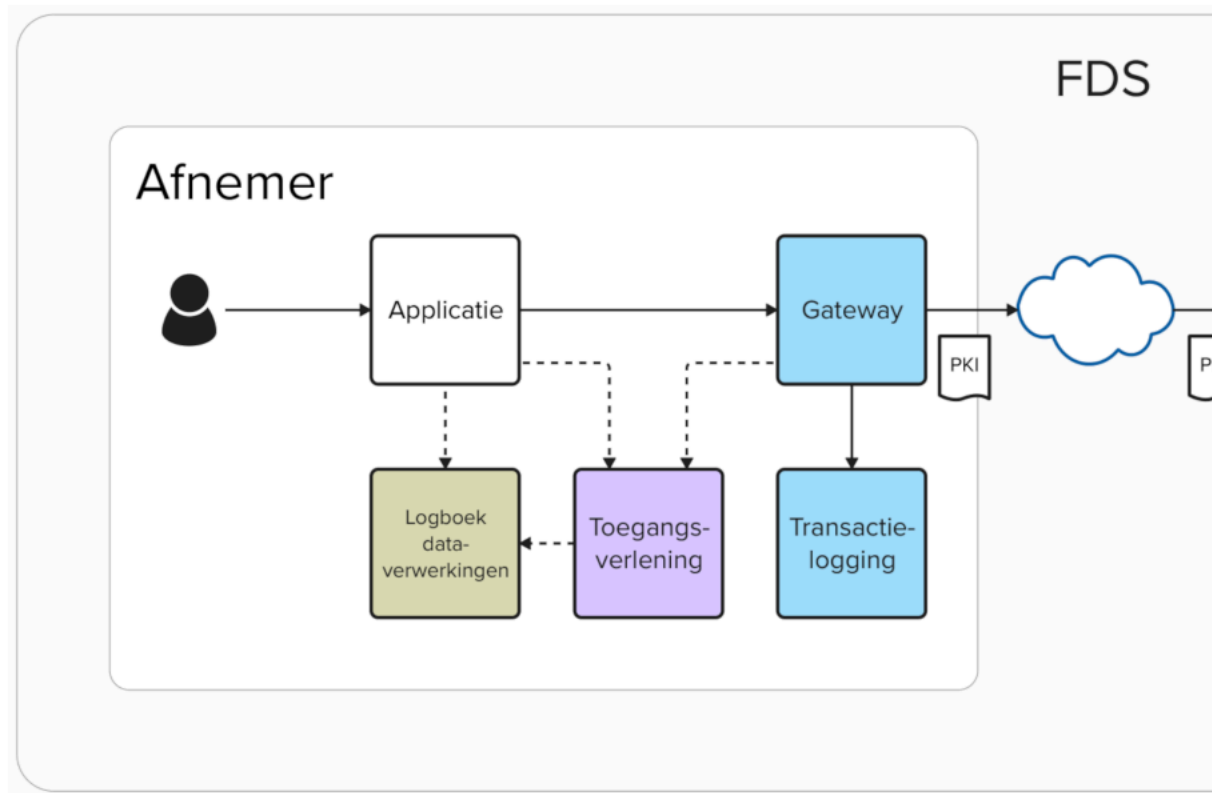 FDS
Afnemer
Applicatie
Gateway
PKI
P
Logboek
data-
verwerkingen
Toegangs-
verlening
Transactie-
logging